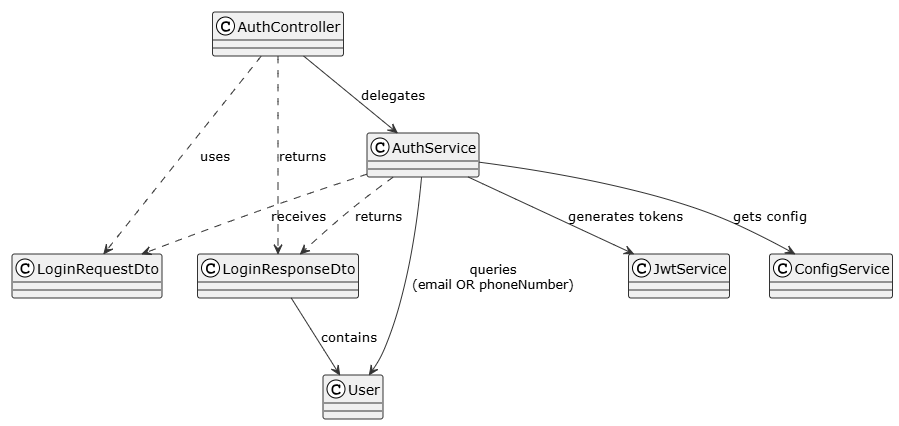 C AuthController
delegates
C AuthService
uses
returns
receives
returns
generates tokens
gets config
C LoginRequestDto
C LoginResponseDto
queries
(email OR phoneNumber)
C JwtService
C ConfigService
contains
C User